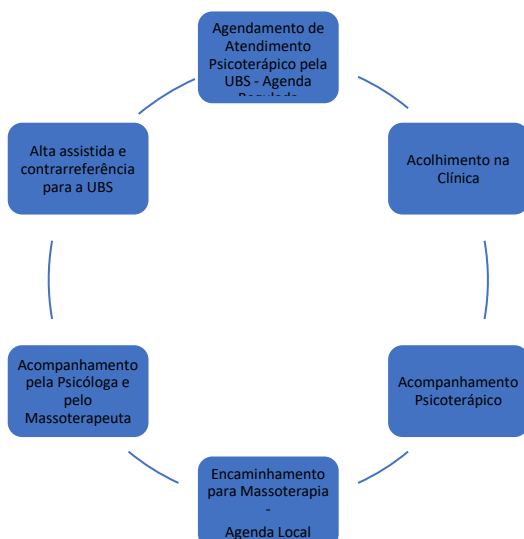 Agendamento de
Atendimento
Psicoterápico pela
UBS - Agenda
Regulada
Acolhimento na
Clínica
Acompanhamento
Psicoterápico
Encaminhamento
para Massoterapia
-
Agenda Local
Acompanhamento
pela Psicóloga e
pelo
Massoterapeuta
Alta assistida e
contrarreferência
para a UBS